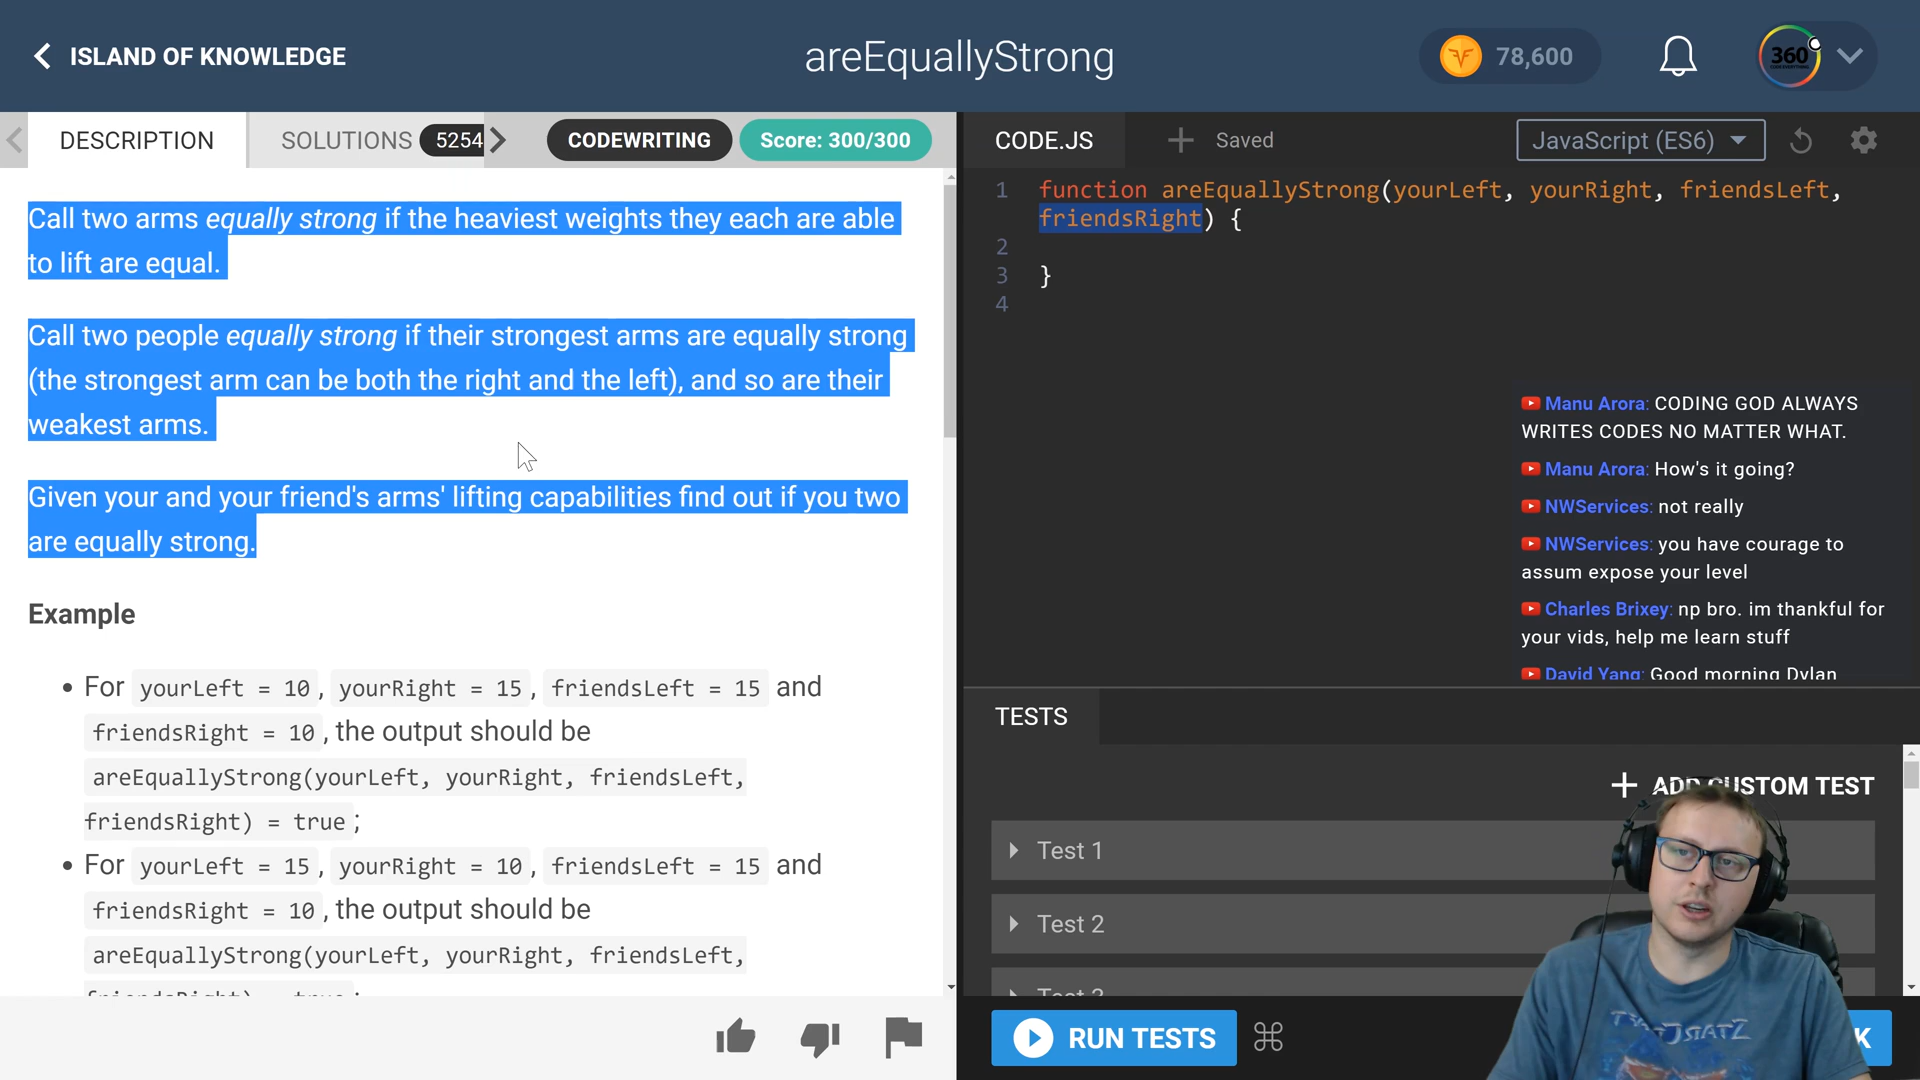 ISLAND OF KNOWLEDGE
areEquallyStrong
78,600
360
DESCRIPTION
SOLUTIONS 5254
CODEWRITING
Score: 300/300
Call two arms equally strong if the heaviest weights they each are able
to lift are equal.
Call two people equally strong if their strongest arms are equally strong
(the strongest arm can be both the right and the left), and so are their
weakest arms.
Given your and your friend's arms' lifting capabilities find out if you two
are equally strong.
Example
• For yourLeft = 10, yourRight = 15, friendsLeft = 15 and
friendsRight = 10, the output should be
areEquallyStrong(yourLeft, yourRight, friendsLeft,
friendsRight) = true;
• For yourLeft = 15, yourRight = 10, friendsLeft = 15 and
friendsRight = 10, the output should be
areEquallyStrong(yourLeft, yourRight, friendsLeft,
CODE.JS
Saved
JavaScript (ES6)
1 function areEquallyStrong(yourLeft, yourRight, friendsLeft,
friendsRight) {
2
3 }
4
Manu Arora: CODING GOD ALWAYS
WRITES CODES NO MATTER WHAT.
Manu Arora: How's it going?
NWServices: not really
NWServices: you have courage to
assum expose your level
Charles Brixey: np bro. im thankful for
your vids, help me learn stuff
David Yang: Good morning Dylan
TESTS
ADD CUSTOM TEST
Test 1
Test 2
RUN TESTS
K